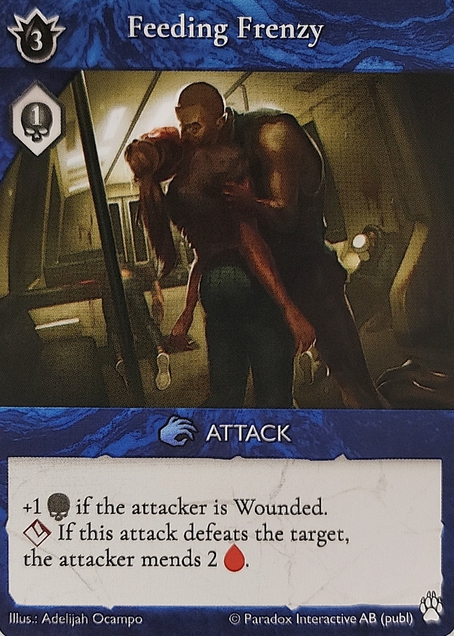 3
Feeding Frenzy
1
ATTACK
+1 if the attacker is Wounded.
If this attack defeats the target,
the attacker mends 2 .
Illus.: Adelijah Ocampo
© Paradox Interactive AB (publ)